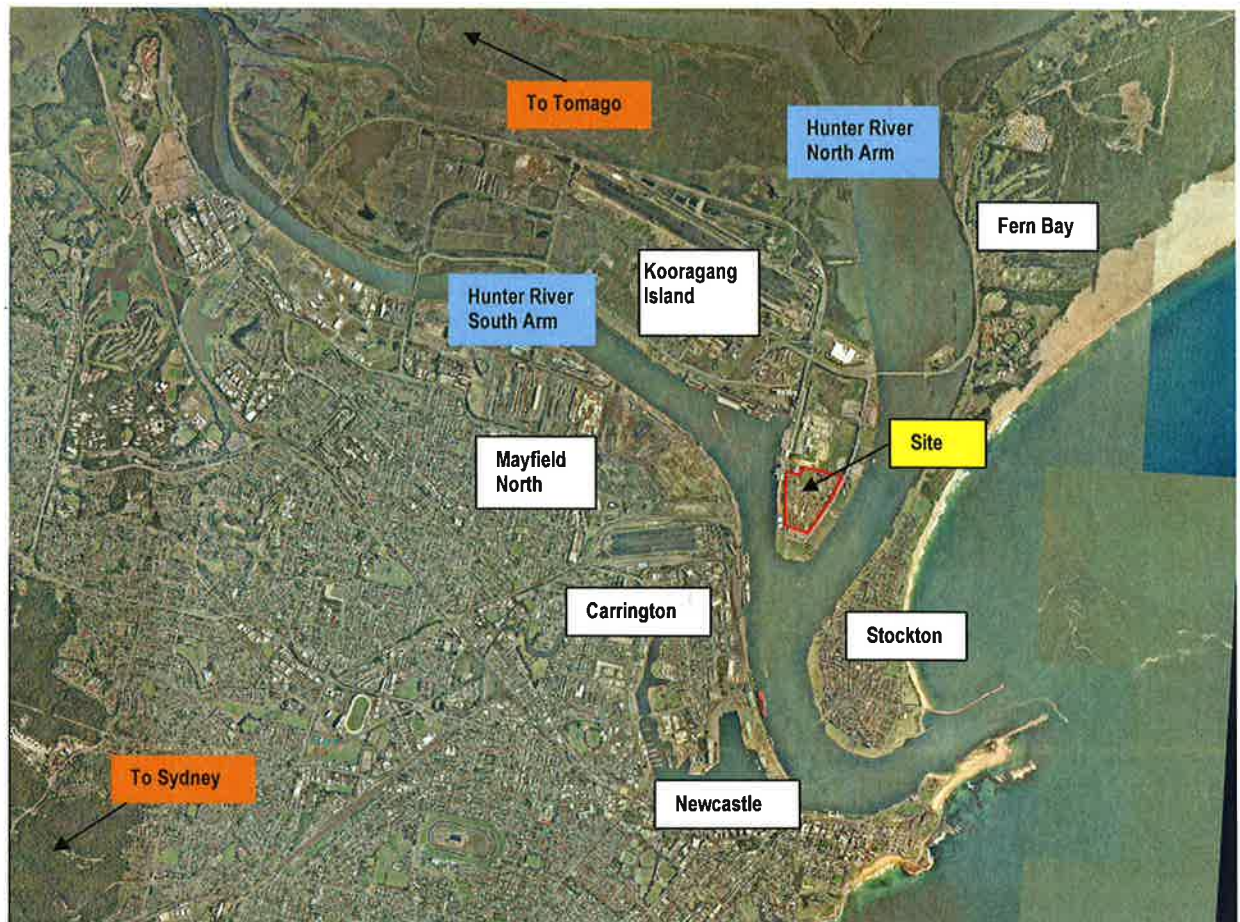 To Tomago
Hunter River
North Arm
Fern Bay
Kooragang
Island
Hunter River
South Arm
Site
Mayfield
North
Carrington
Stockton
To Sydney
Newcastle